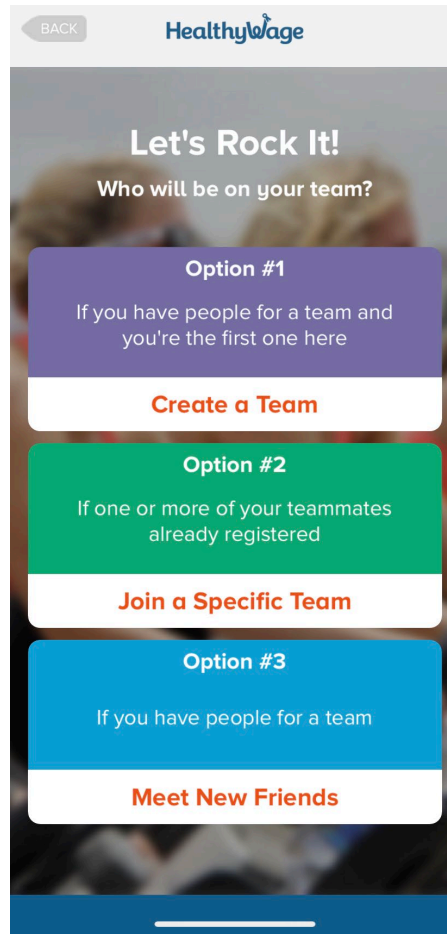 BACK
HealthyWage
Let's Rock It!
Who will be on your team?
Option #1
If you have people for a team and
you're the first one here
Create a Team
Option #2
If one or more of your teammates
already registered
Join a Specific Team
Option #3
If you have people for a team
Meet New Friends